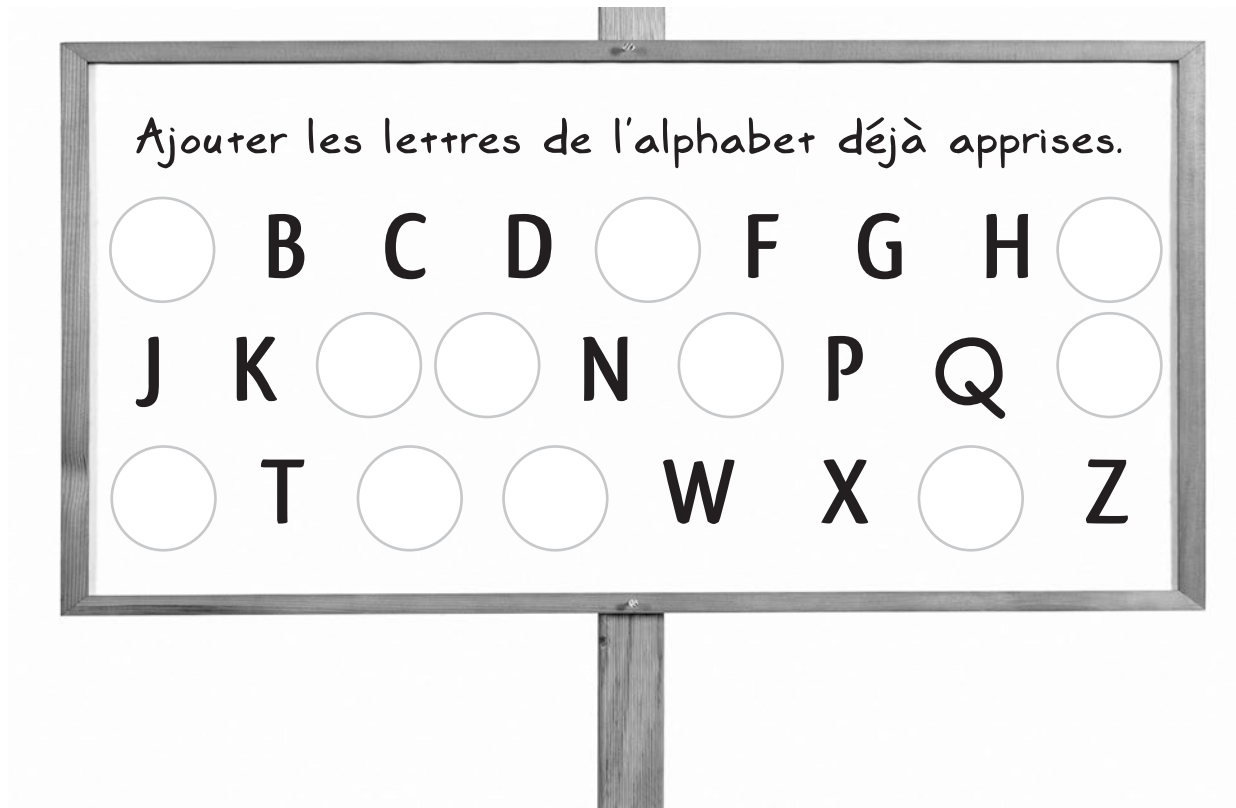 Ajouter les lettres de l'alphabet déjà apprises.
B C D F G H
J K N P Q
T W X Z